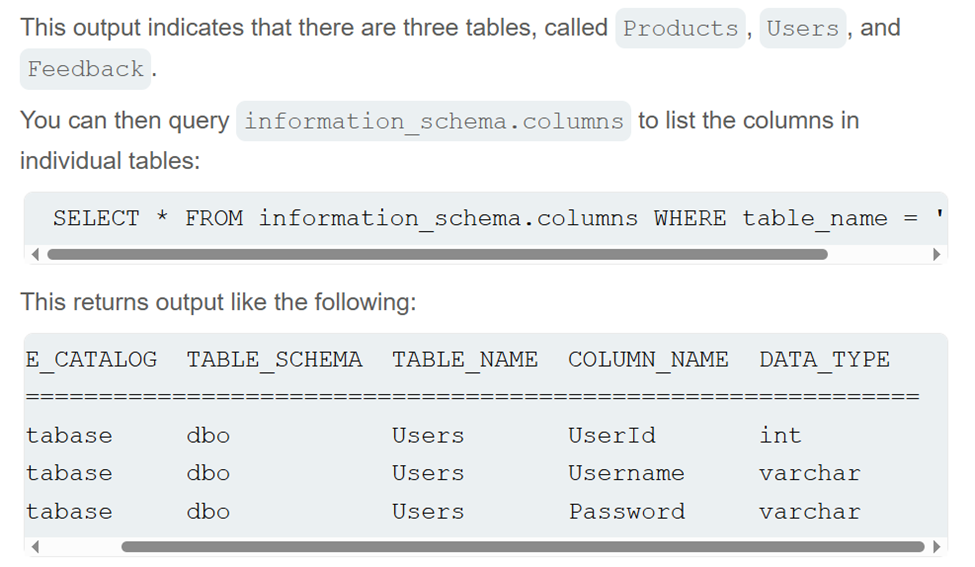 This output indicates that there are three tables, called Products, Users, and
Feedback.
You can then query information_schema.columns to list the columns in
individual tables:
SELECT * FROM information_schema.columns WHERE table_name = '
This returns output like the following:
E_CATALOG TABLE_SCHEMA TABLE_NAME COLUMN_NAME DATA_TYPE
=============================================================
tabase dbo Users UserId int
tabase dbo Users Username varchar
tabase dbo Users Password varchar